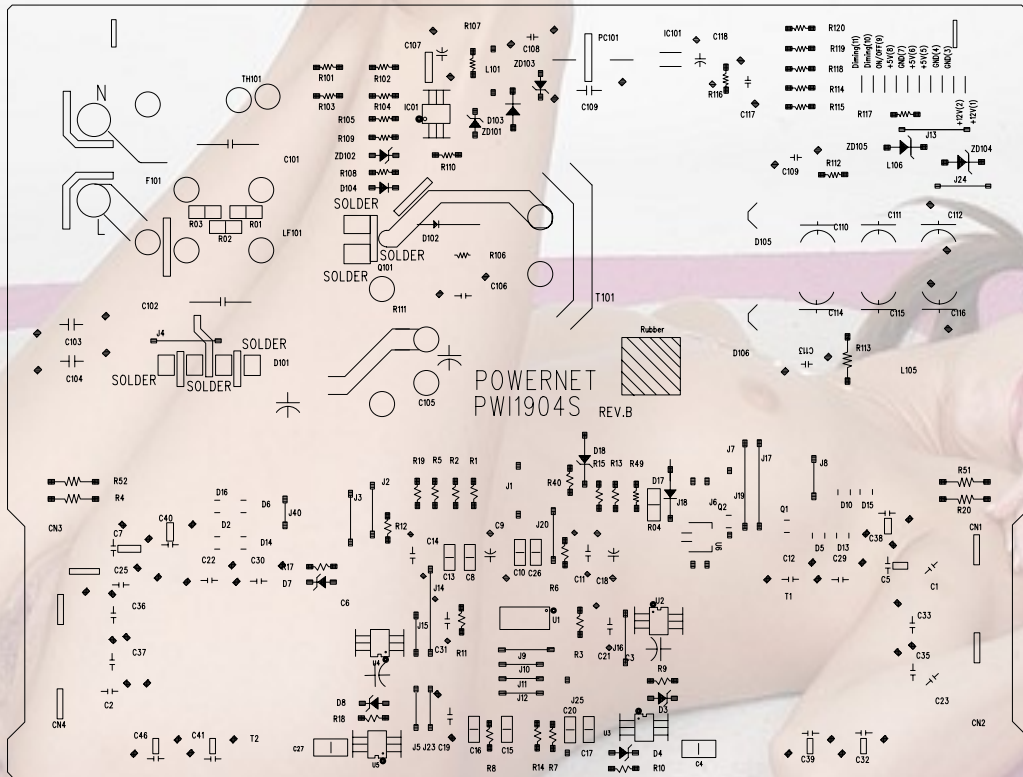 R107
R120
C107
C108
PC101
IC101
C118
R119
Dimming(11)
Dimming(10)
ON/OFF(9)
+5V(8)
GND(7)
+5V(6)
+5V(5)
GND(4)
GND(3)
ZD103
L101
R118
TH101
R101
R102
R116
R114
N
R103
R104
C109
R115
IC01
C117
R117
+12V(2)
+12V(1)
R105
D103
ZD101
J13
R109
ZD102
R110
C101
ZD105
L106
ZD104
C109
R112
R108
F101
D104
J24
SOLDER
R03
R01
R02
L
LF101
C110
C111
C112
D102
D105
SOLDER
R106
SOLDER
Q101
C106
T101
C102
R111
C114
C115
C116
Rubber
J4
C103
SOLDER
D106
R113
C113
C104
D101
L105
SOLDER
SOLDER
POWERNET
C105
PWI1904S
REV.B
D18
J7
J17
R19
R5
R2
R1
R15
R13
R49
J8
R51
R52
J2
J1
R40
D17
R4
D16
D6
J3
J18
J6
J19
D10
D15
R20
J40
Q2
CN3
C40
D2
R12
J20
R04
Q1
CN1
C7
D14
C14
C9
U6
C38
D5
D13
C25
C22
C30
R17
C13
C8
C10
C26
C11
C18
C12
C29
C5
C1
D7
J14
R6
T1
C36
C6
J15
U1
U2
C33
C37
C31
R11
R3
C21
J16
C3
C35
U4
J9
J10
R9
J11
C2
D8
J12
J25
D3
C23
CN4
R18
C20
U3
CN2
C46
C41
T2
C27
J5
J23
C19
C16
C15
C17
D4
C4
U5
R8
R14
R7
R10
C39
C32